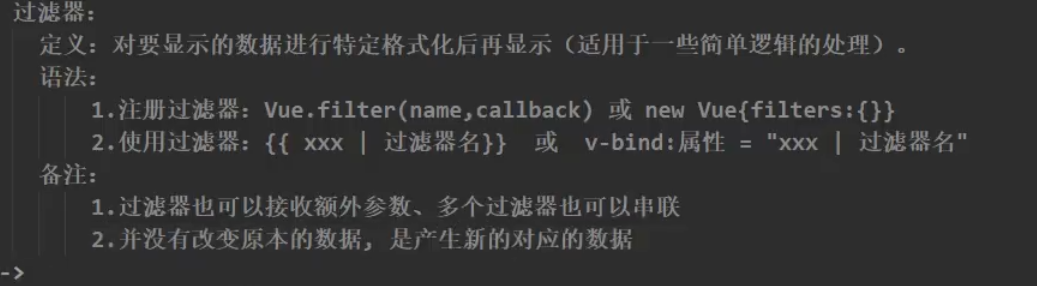 过滤器:
定义: 对要显示的数据进行特定格式化后再显示（适用于一些简单逻辑的处理）。
语法:
1.注册过滤器: Vue.filter(name,callback) 或 new Vue{filters:{}}
2.使用过滤器: {{ xxx | 过滤器名}} 或 v-bind:属性 = "xxx | 过滤器名"
备注:
1.过滤器也可以接收额外参数、多个过滤器也可以串联
2.并没有改变原本的数据, 是产生新的对应的数据
->